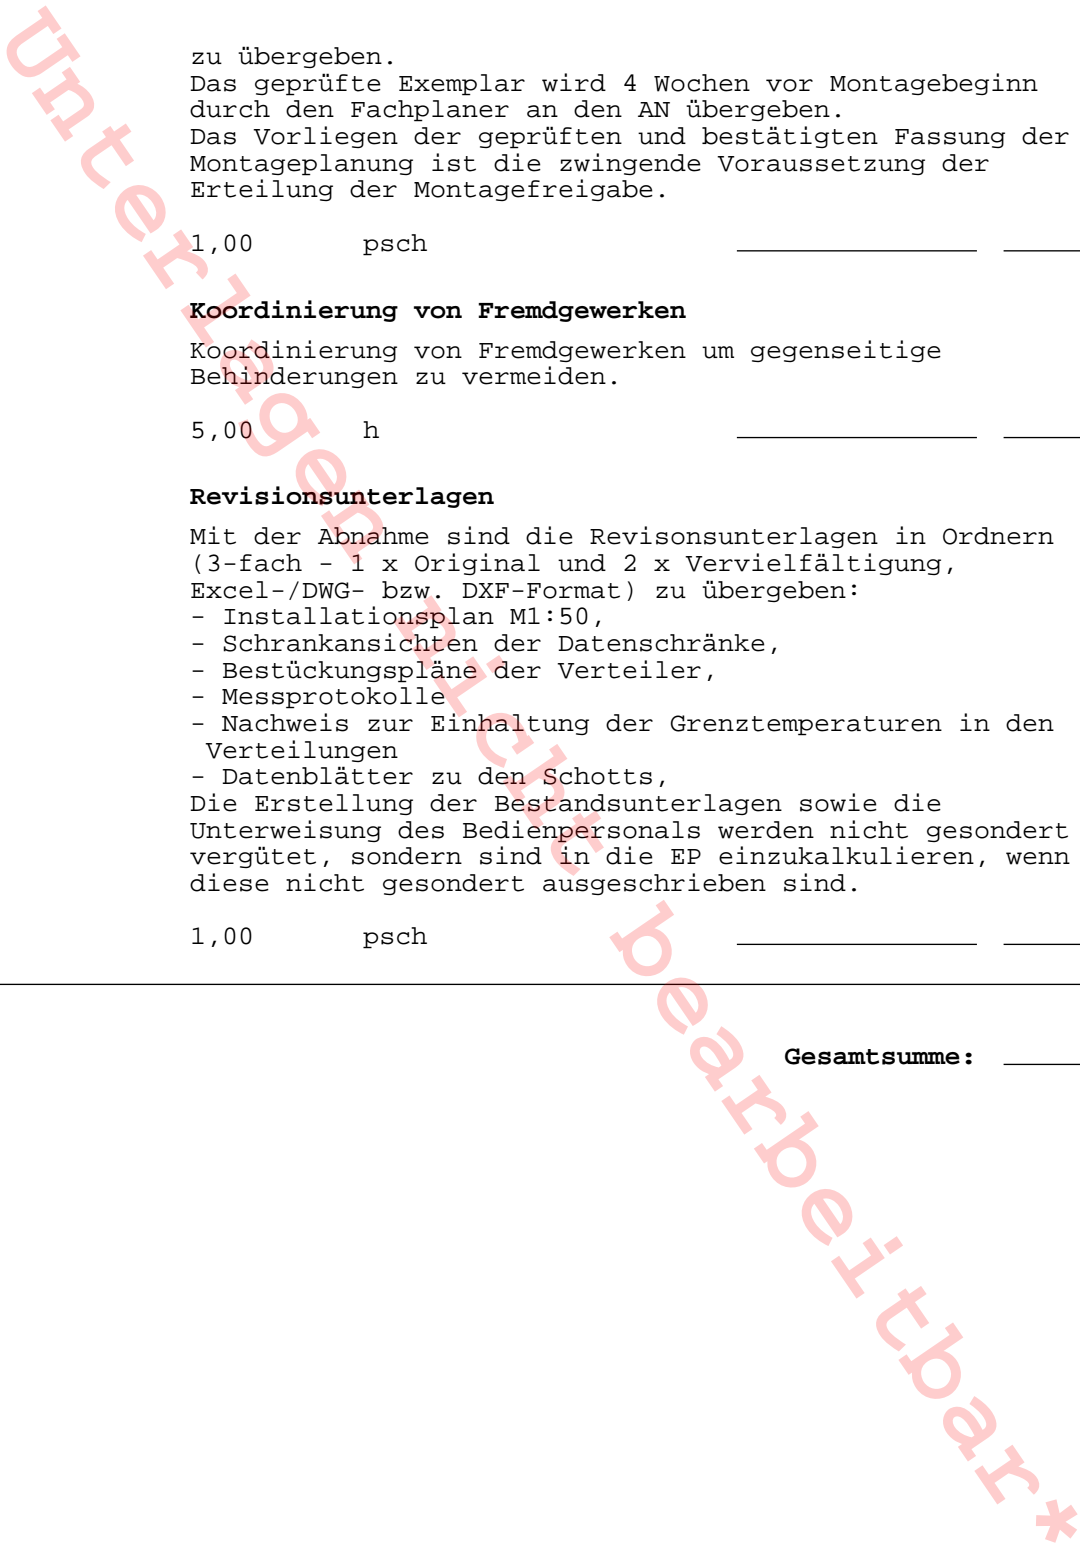 zu übergeben.
Das geprüfte Exemplar wird 4 Wochen vor Montagebeginn
durch den Fachplaner an den AN übergeben.
Das Vorliegen der geprüften und bestätigten Fassung der
Montageplanung ist die zwingende Voraussetzung der
Erteilung der Montagefreigabe.
1,00 psch
Koordinierung von Fremdgewerken
Koordinierung von Fremdgewerken um gegenseitige
Behinderungen zu vermeiden.
5,00 h
Revisionsunterlagen
Mit der Abnahme sind die Revisonsunterlagen in Ordnern
(3-fach - 1 x Original und 2 x Vervielfältigung,
Excel-/DWG- bzw. DXF-Format) zu übergeben:
- Installationsplan M1:50,
- Schrankansichten der Datenschränke,
- Bestückungspläne der Verteiler,
- Messprotokolle
- Nachweis zur Einhaltung der Grenztemperaturen in den
Verteilungen
- Datenblätter zu den Schotts,
Die Erstellung der Bestandsunterlagen sowie die
Unterweisung des Bedienpersonals werden nicht gesondert
vergütet, sondern sind in die EP einzukalkulieren, wenn
diese nicht gesondert ausgeschrieben sind.
1,00 psch
Gesamtsumme:
Unterlagen nicht bearbeitbar*